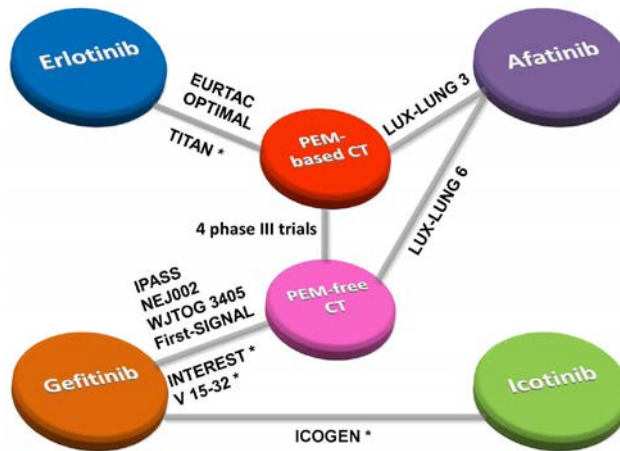 Erlotinib
Afatinib
EURTAC
OPTIMAL
TITAN *
LUX-LUNG 3
PEM-
based CT
LUX-LUNG 6
4 phase III trials
IPASS
NEJ002
WJTOG 3405
First-SIGNAL
PEM-free
CT
INTEREST *
V 15-32 *
Gefitinib
Icotinib
ICOGEN *